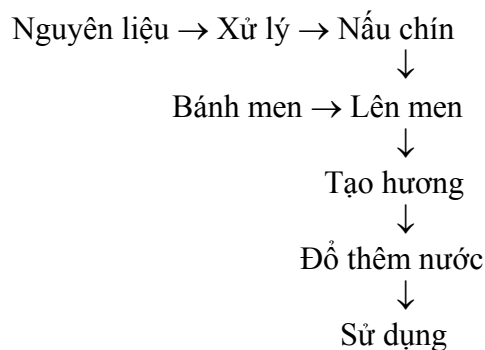 Nguyên liệu → Xử lý → Nấu chín
↓
Bánh men → Lên men
↓
Tạo hương
↓
Đổ thêm nước
↓
Sử dụng